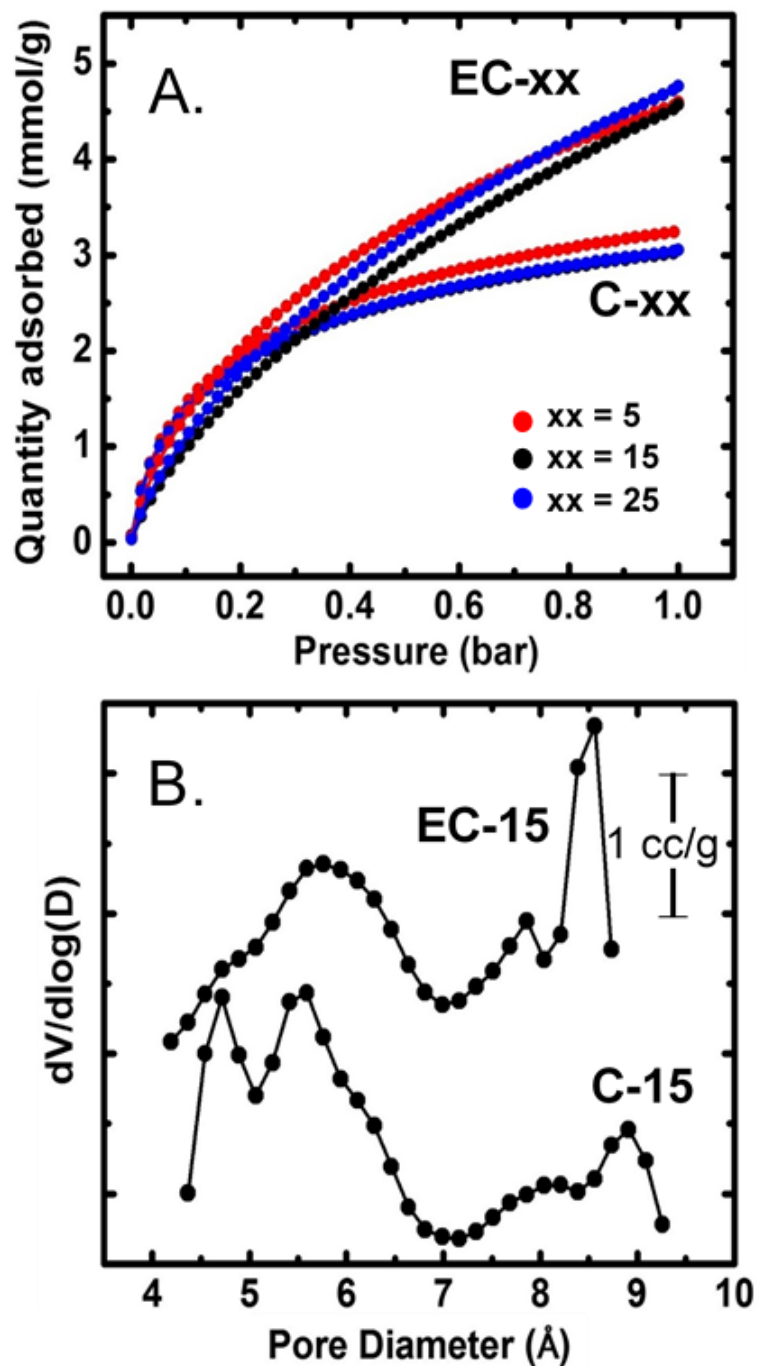 A.
EC-xx
C-xx
xx = 5
xx = 15
xx = 25
Quantity adsorbed (mmol/g)
5
4
3
2
1
0
0.0 0.2 0.4 0.6 0.8 1.0
Pressure (bar)
B.
EC-15
1 cc/g
C-15
dV/dlog(D)
4 5 6 7 8 9 10
Pore Diameter (Å)